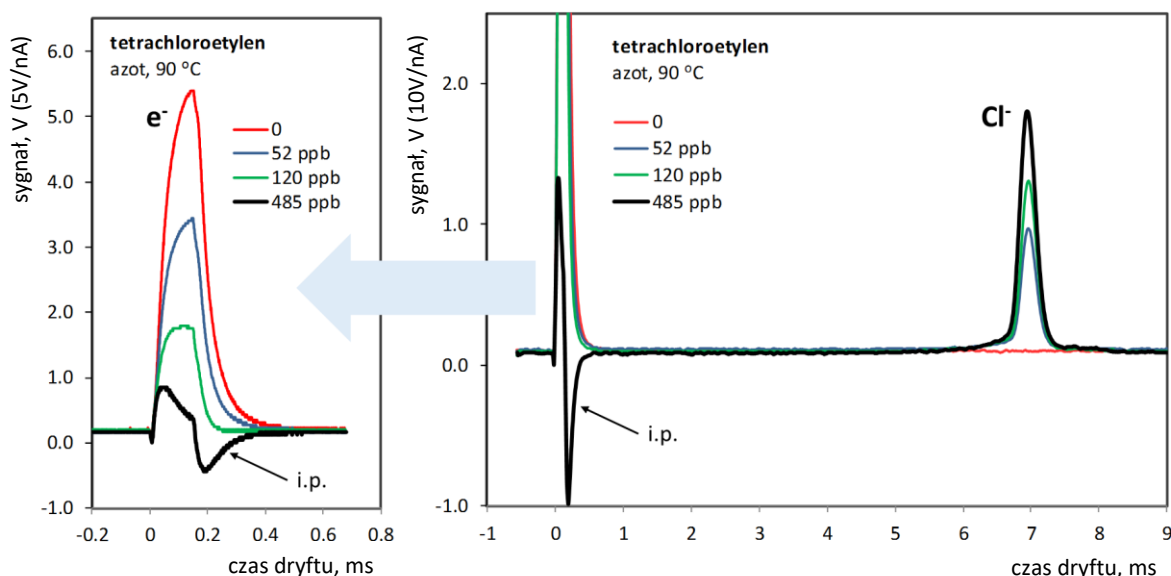 sygnał, V (5V/nA)
6.0
5.0
4.0
3.0
2.0
1.0
0.0
-1.0
tetrachloroetylen
azot, 90 °C
e-
0
52 ppb
120 ppb
485 ppb
i.p.
-0.2 0 0.2 0.4 0.6 0.8
czas dryftu, ms
sygnał, V (10V/nA)
2.0
1.0
0.0
-1.0
tetrachloroetylen
azot, 90 °C
Cl-
0
52 ppb
120 ppb
485 ppb
i.p.
-1 0 1 2 3 4 5 6 7 8 9
czas dryftu, ms